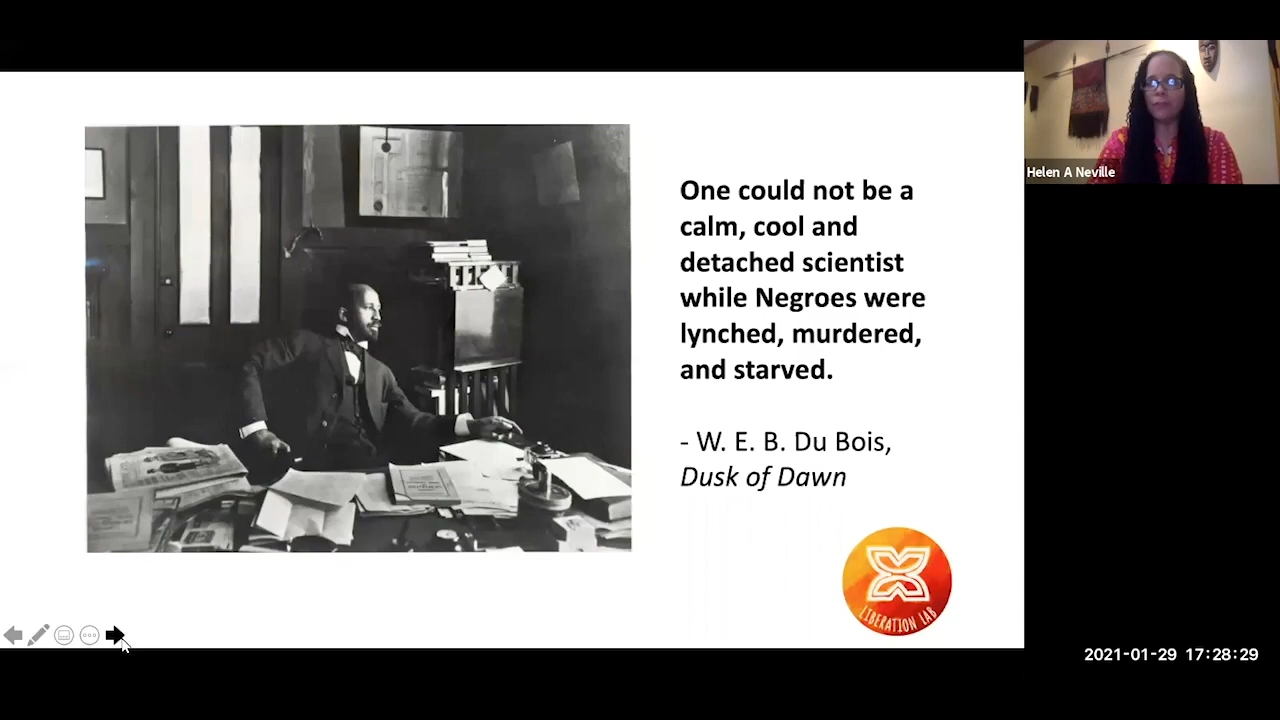 One could not be a
calm, cool and
detached scientist
while Negroes were
lynched, murdered,
and starved.
- W. E. B. Du Bois,
Dusk of Dawn
LIBERATION LAB
Helen A Neville
2021-01-29 17:28:29